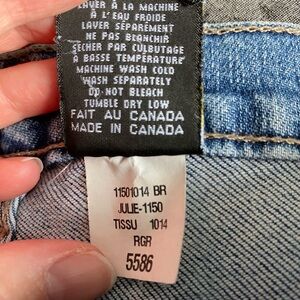 LAVER À LA MACHINE
À L'EAU FROIDE
LAVER SÉPARÉMENT
NE PAS BLANCHIR
SÉCHER PAR CULBUTAGE
À BASSE TEMPÉRATURE
MACHINE WASH COLD
WASH SEPARATELY
DO NOT BLEACH
TUMBLE DRY LOW
FAIT AU CANADA
MADE IN CANADA
11501014 BR
JULIE-1150
TISSU 1014
RGR
5586